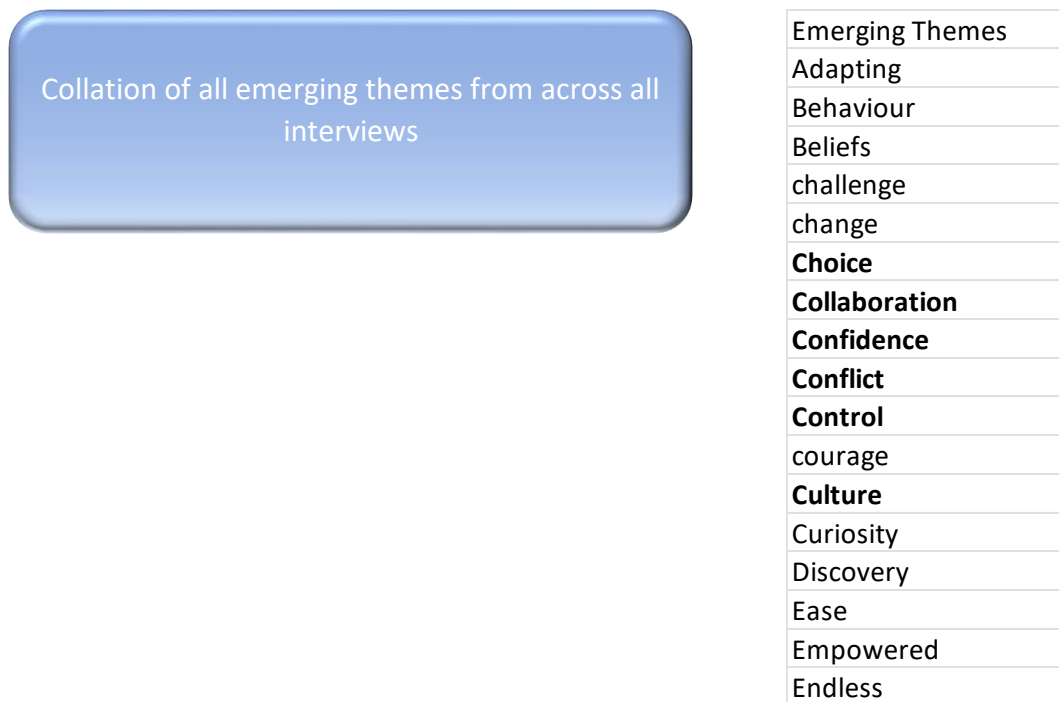 Collation of all emerging themes from across all
interviews
Emerging Themes
Adapting
Behaviour
Beliefs
challenge
change
Choice
Collaboration
Confidence
Conflict
Control
courage
Culture
Curiosity
Discovery
Ease
Empowered
Endless